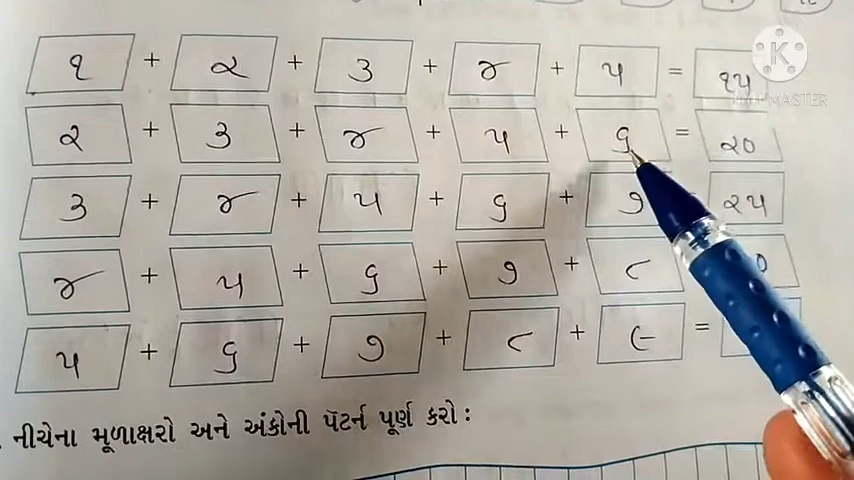 ૧ + ૨ + ૩ + ૪ + ૫ = ૧૫
૨ + ૩ + ૪ + ૫ + ૬ = ૨૦
૩ + ૪ + ૫ + ૬ + ૭ ૨૫
૪ + ૫ + ૬ + ૭ + ૮
૫ + ૬ + ૭ + ૮ + ૯ =
નીચેના મૂળાક્ષરો અને અંકોની પૅટર્ન પૂર્ણ કરો :